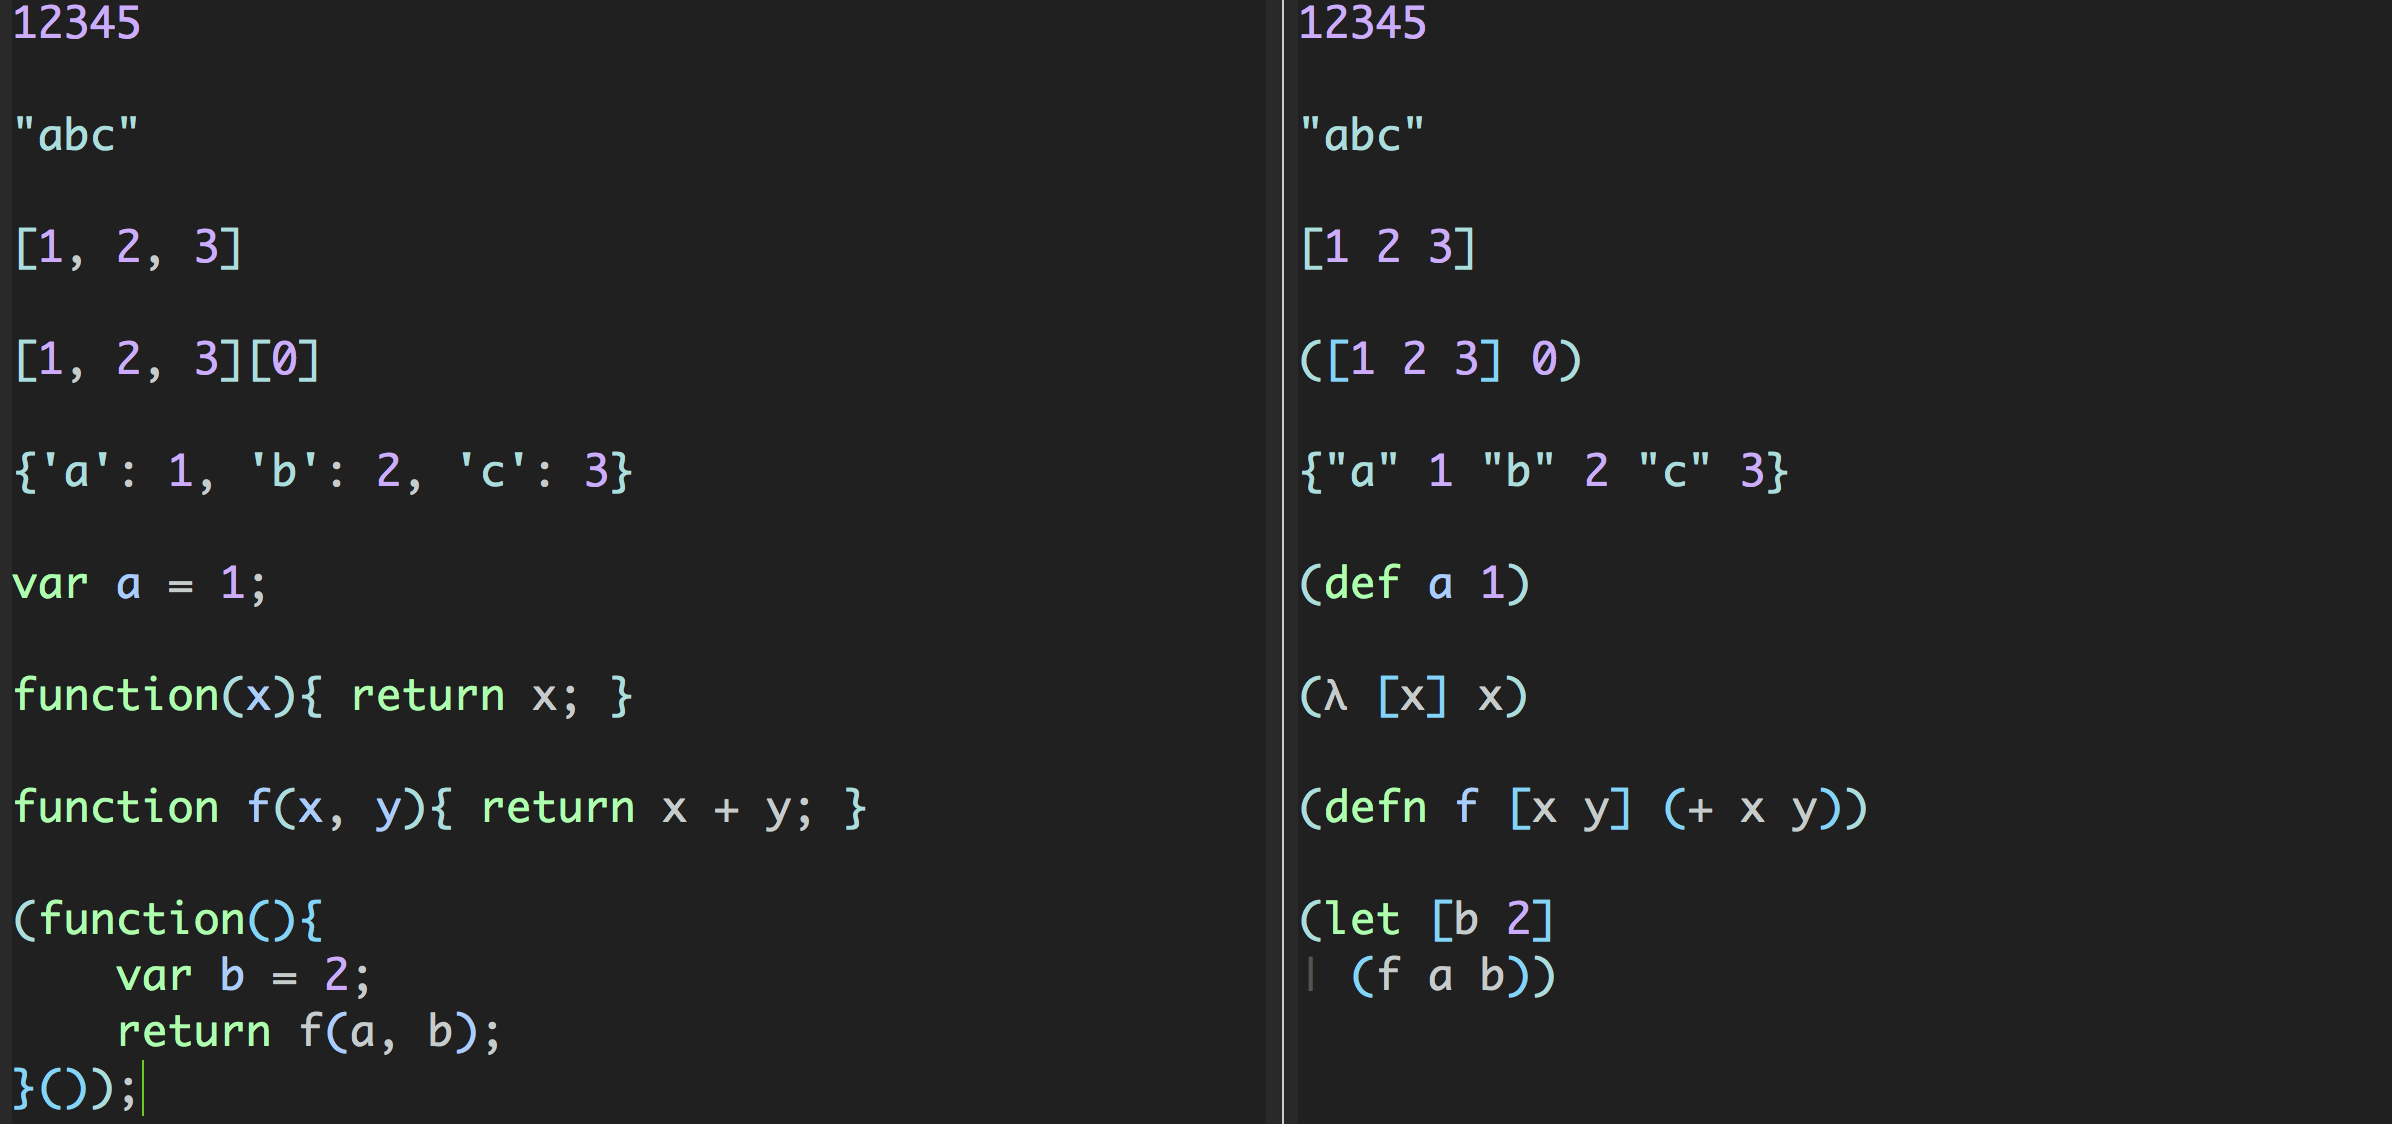 12345
"abc"
[1, 2, 3]
[1, 2, 3][0]
{'a': 1, 'b': 2, 'c': 3}
var a = 1;
function(x){ return x; }
function f(x, y){ return x + y; }
(function(){
    var b = 2;
    return f(a, b);
}());
12345
"abc"
[1 2 3]
([1 2 3] 0)
{"a" 1 "b" 2 "c" 3}
(def a 1)
(λ [x] x)
(defn f [x y] (+ x y))
(let [b 2]
  (f a b))